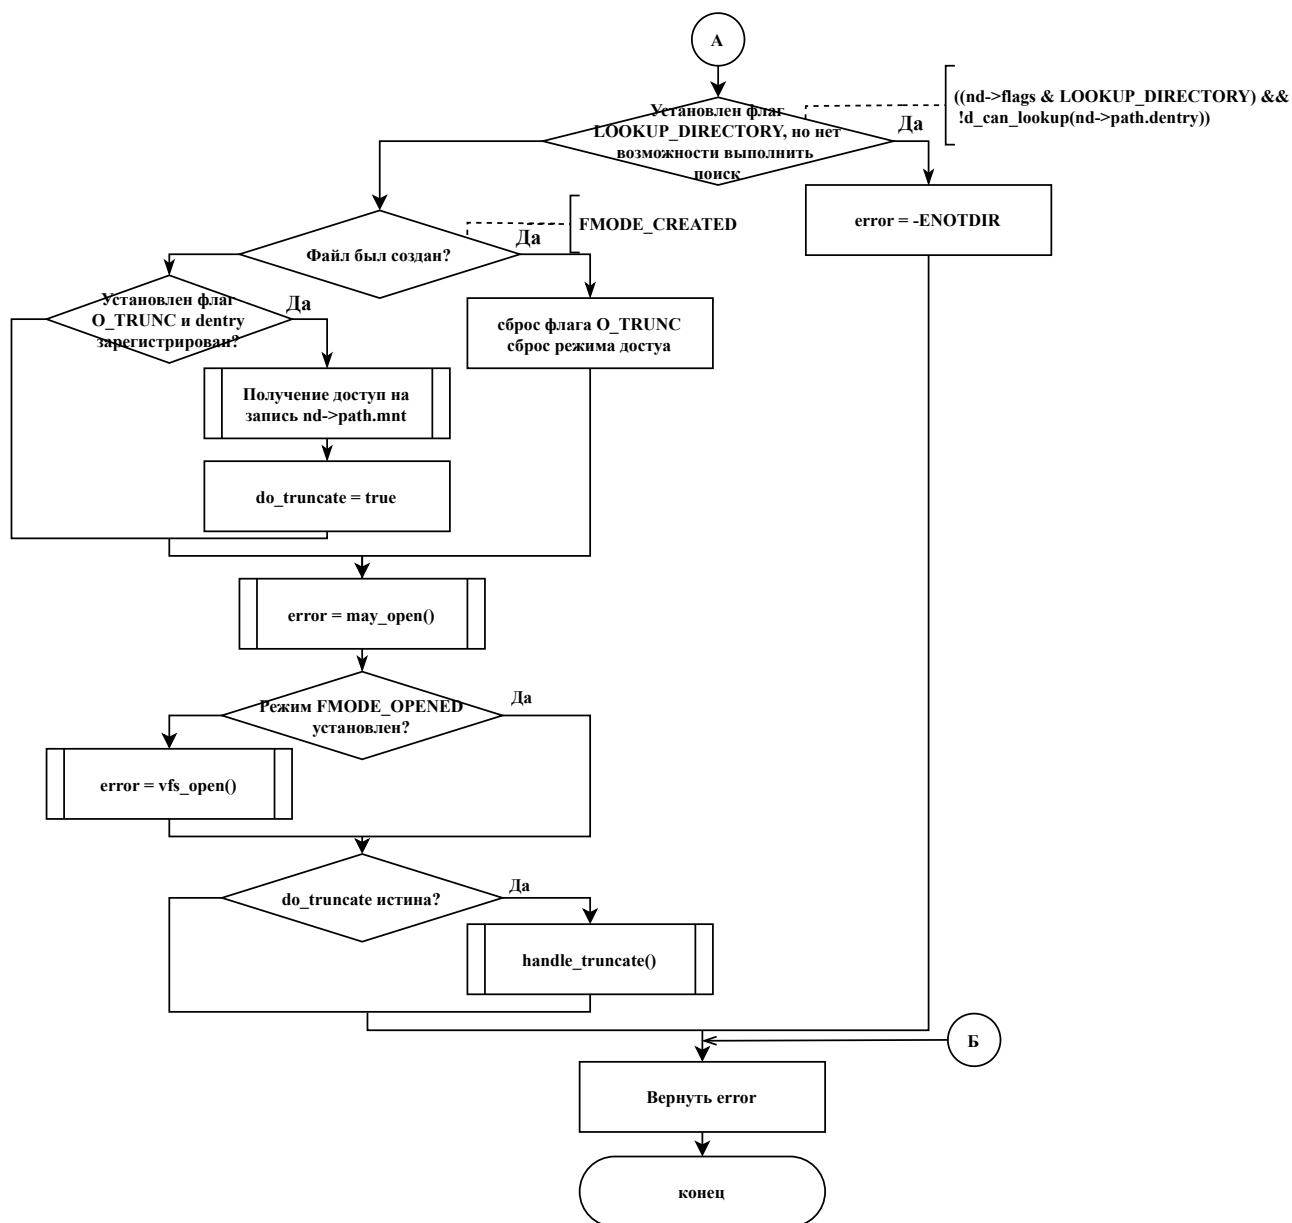 А
Установлен флаг
LOOKUP_DIRECTORY, но нет
возможности выполнить
поиск
Да
((nd->flags & LOOKUP_DIRECTORY) &&
!d_can_lookup(nd->path.dentry))
error = -ENOTDIR
Файл был создан?
Да
FMODE_CREATED
Установлен флаг
O_TRUNC и dentry
зарегистрирован?
Да
сброс флага O_TRUNC
сброс режима достуа
Получение доступ на
запись nd->path.mnt
do_truncate = true
error = may_open()
Режим FMODE_OPENED
установлен?
Да
error = vfs_open()
do_truncate истина?
Да
handle_truncate()
Б
Вернуть error
конец